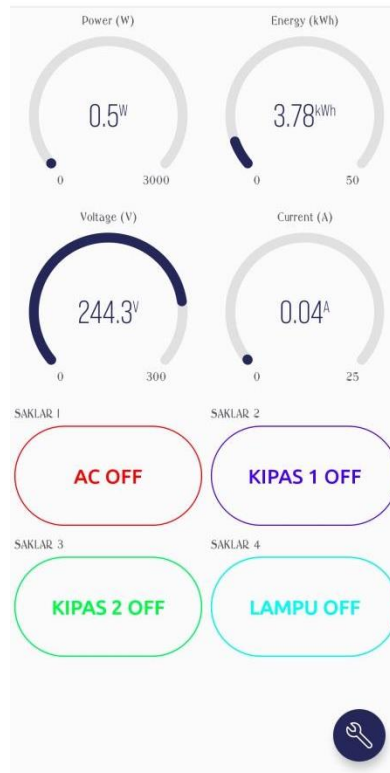 Power (W)
Energy (kWh)
0.5W
3.78kWh
0
3000
0
50
Voltage (V)
Current (A)
244.3V
0.04A
0
300
0
25
SAKLAR 1
SAKLAR 2
AC OFF
KIPAS 1 OFF
SAKLAR 3
SAKLAR 4
KIPAS 2 OFF
LAMPU OFF